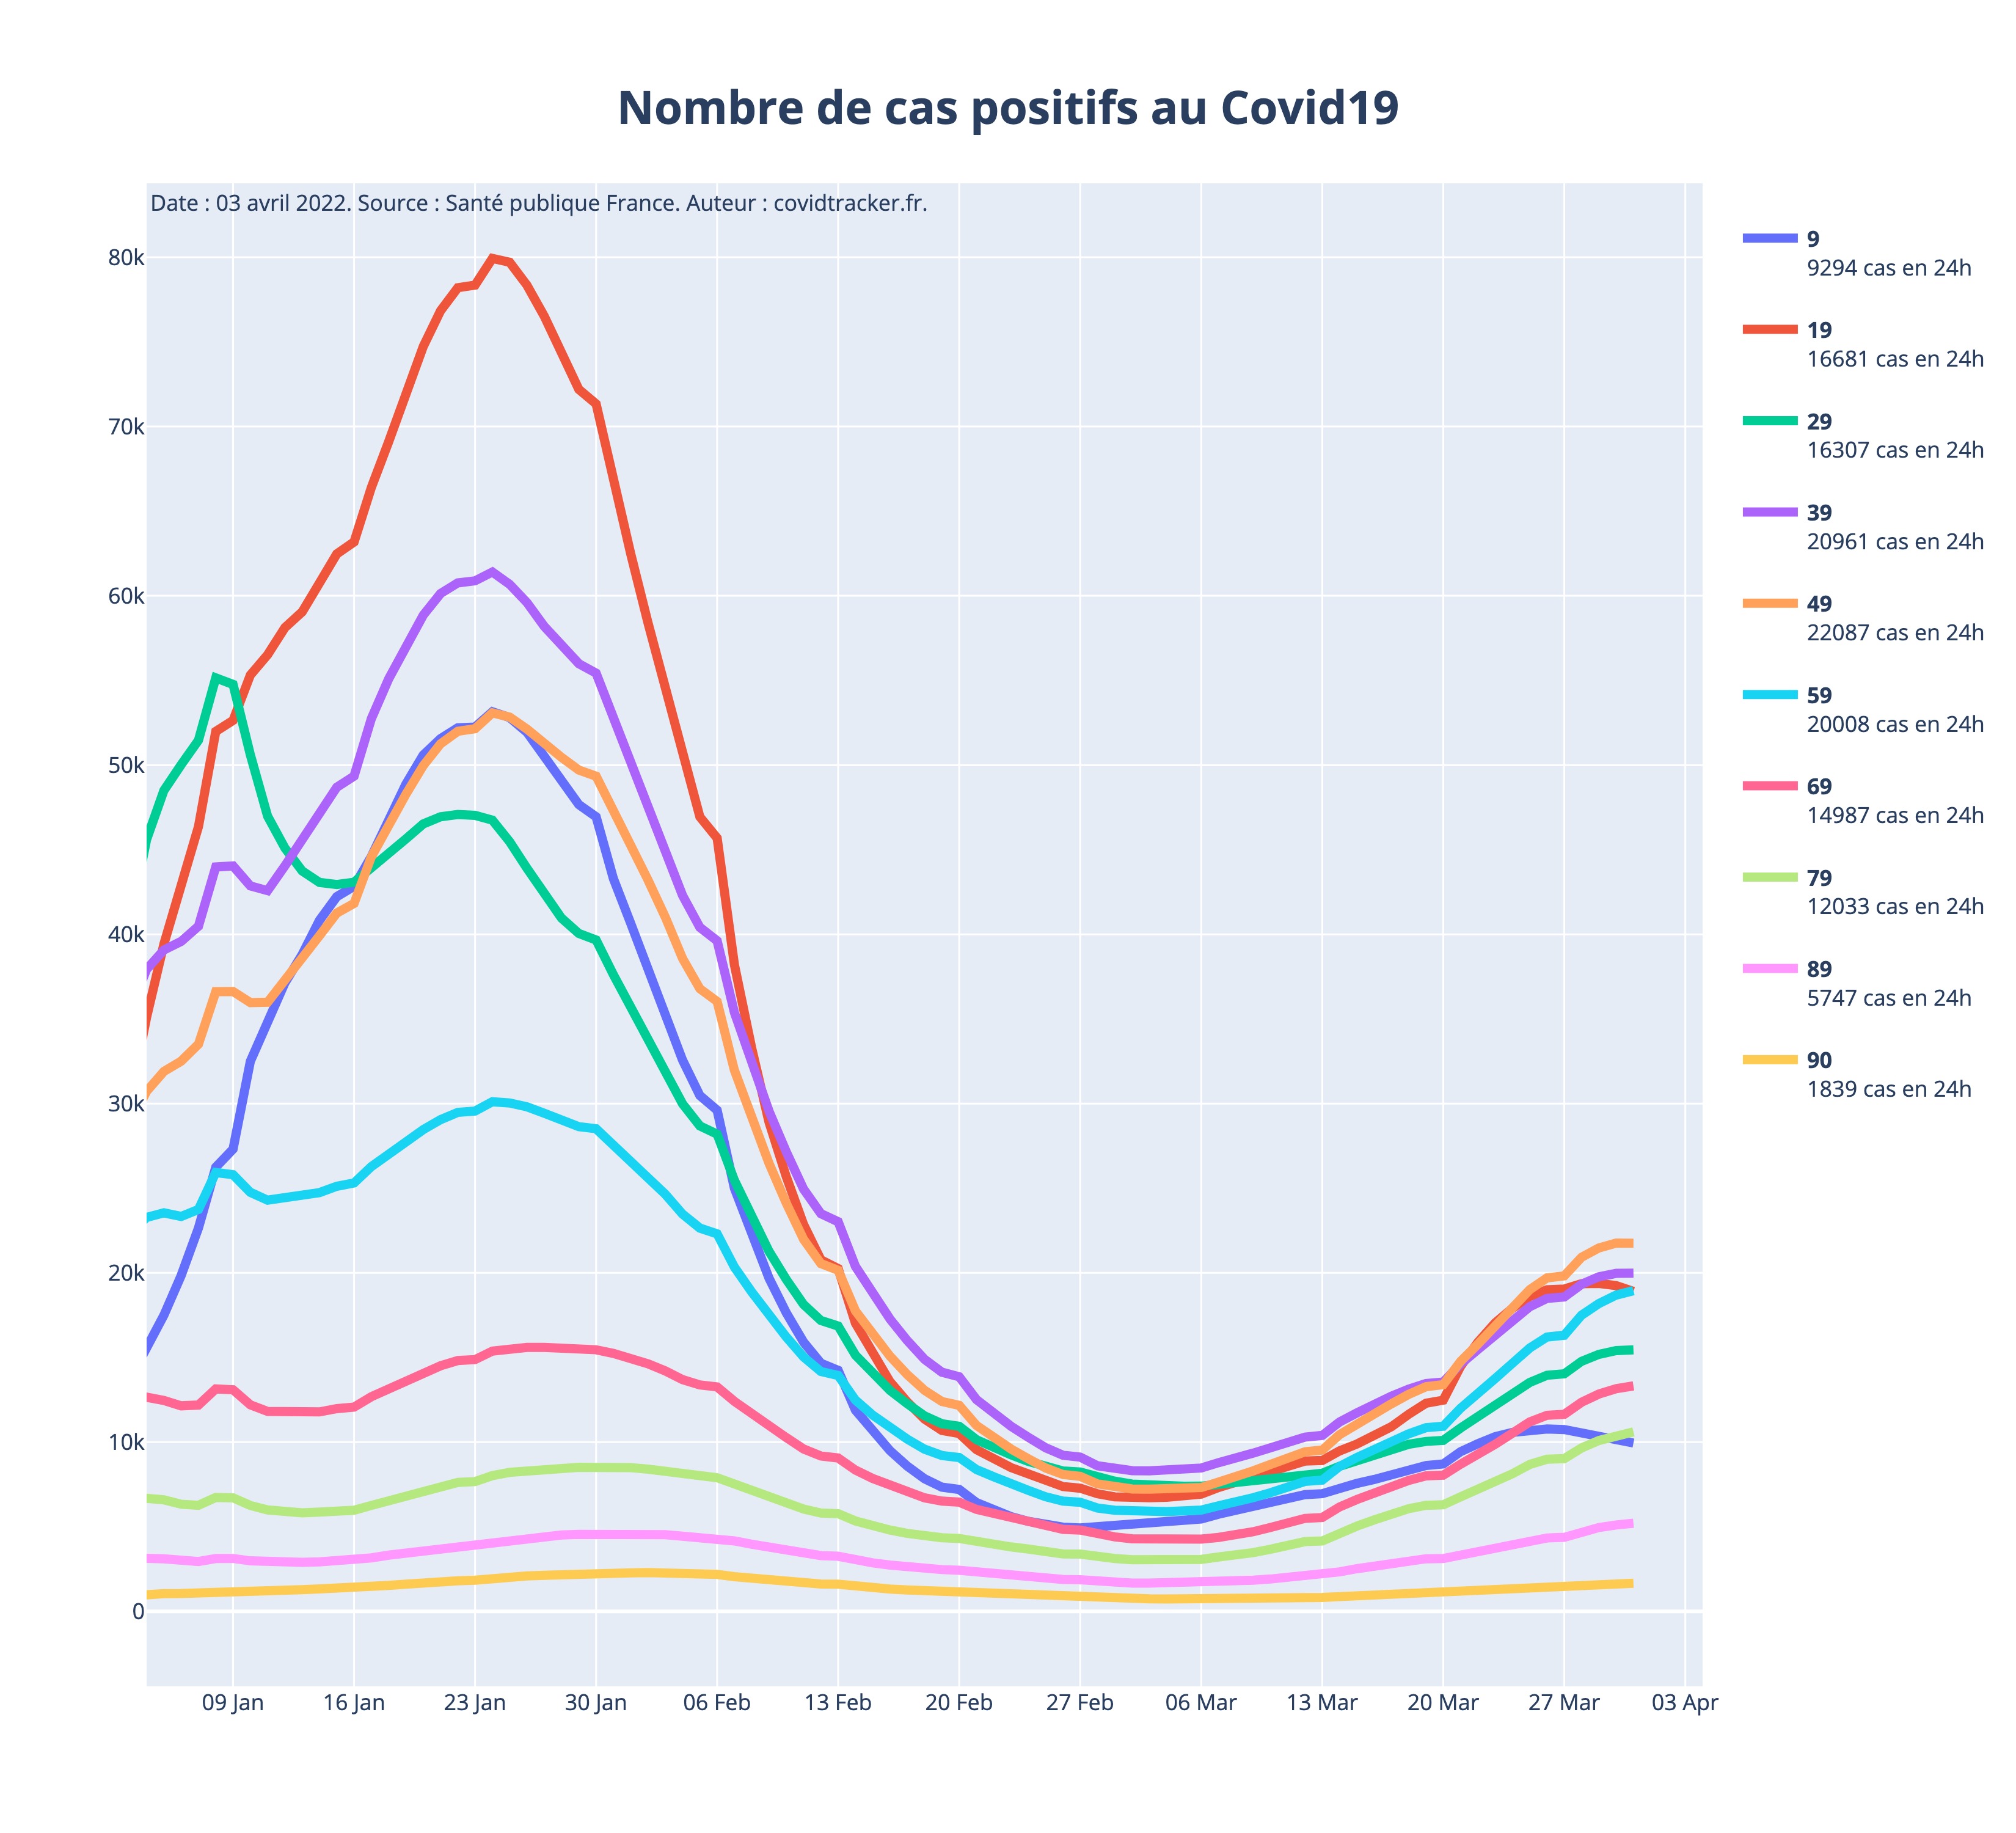 Nombre de cas positifs au Covid19
Date : 03 avril 2022. Source : Santé publique France. Auteur : covidtracker.fr.
80k
70k
60k
50k
40k
30k
20k
10k
0
09 Jan 16 Jan 23 Jan 30 Jan 06 Feb 13 Feb 20 Feb 27 Feb 06 Mar 13 Mar 20 Mar 27 Mar 03 Apr
9
9294 cas en 24h
19
16681 cas en 24h
29
16307 cas en 24h
39
20961 cas en 24h
49
22087 cas en 24h
59
20008 cas en 24h
69
14987 cas en 24h
79
12033 cas en 24h
89
5747 cas en 24h
90
1839 cas en 24h